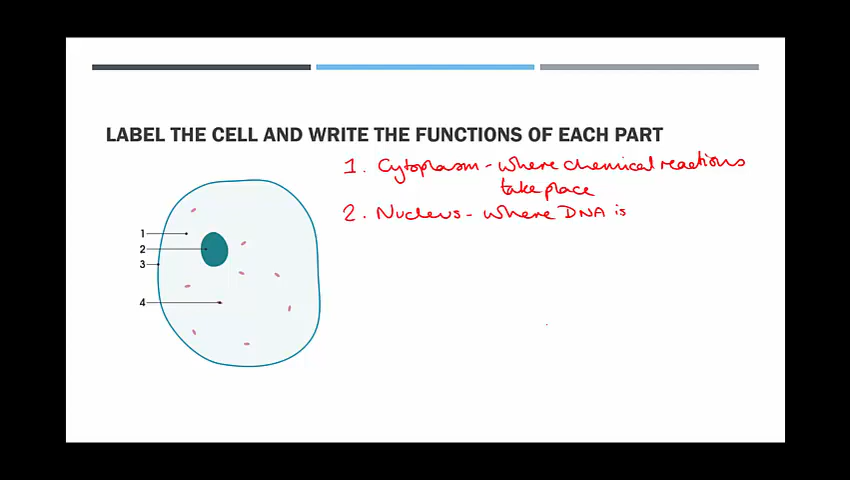 LABEL THE CELL AND WRITE THE FUNCTIONS OF EACH PART
1. Cytoplasm - where chemical reactions
take place
2. Nucleus - where DNA is
1
2
3
4